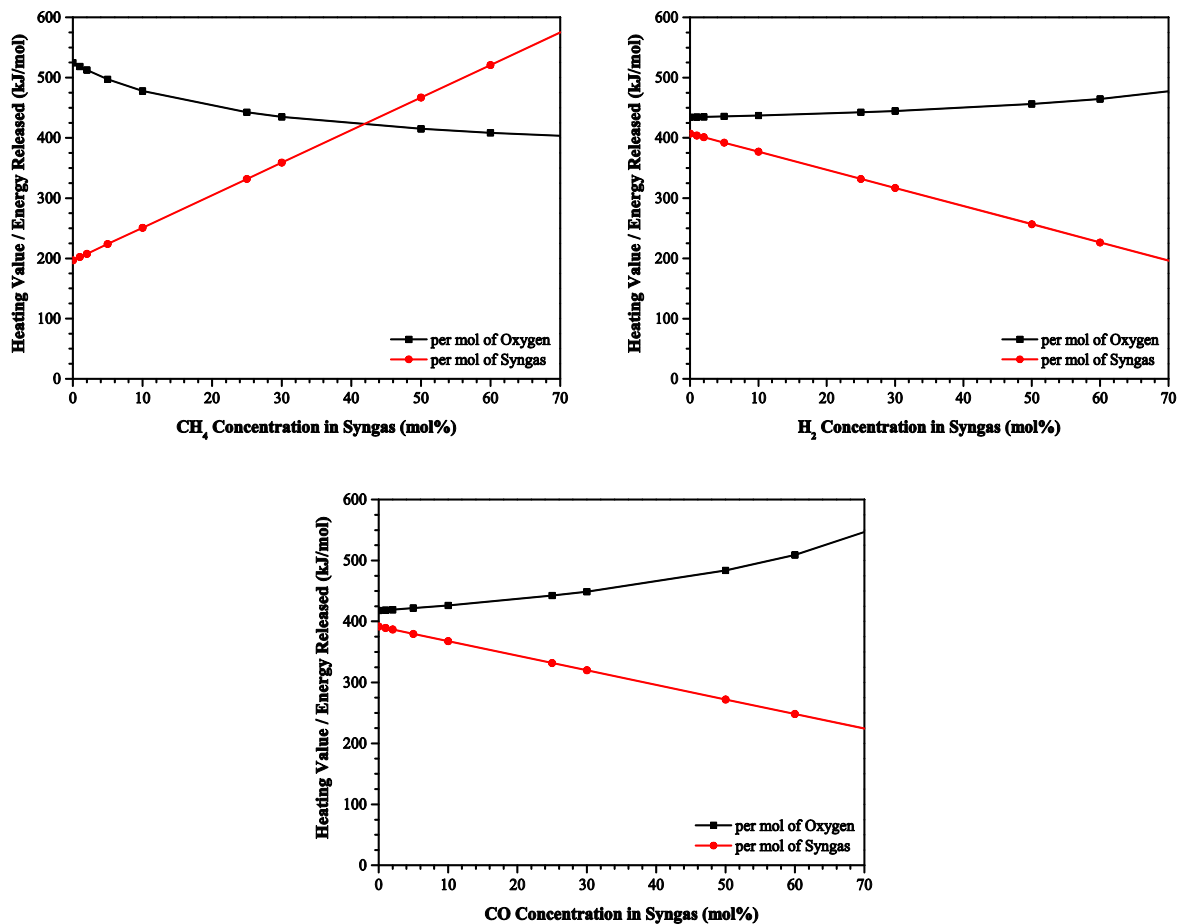 600
500
400
300
200
100
0
Heating Value / Energy Released (kJ/mol)
per mol of Oxygen
per mol of Syngas
0 10 20 30 40 50 60 70
CH4 Concentration in Syngas (mol%)
600
500
400
300
200
100
0
Heating Value / Energy Released (kJ/mol)
per mol of Oxygen
per mol of Syngas
0 10 20 30 40 50 60 70
H2 Concentration in Syngas (mol%)
600
500
400
300
200
100
0
Heating Value / Energy Released (kJ/mol)
per mol of Oxygen
per mol of Syngas
0 10 20 30 40 50 60 70
CO Concentration in Syngas (mol%)